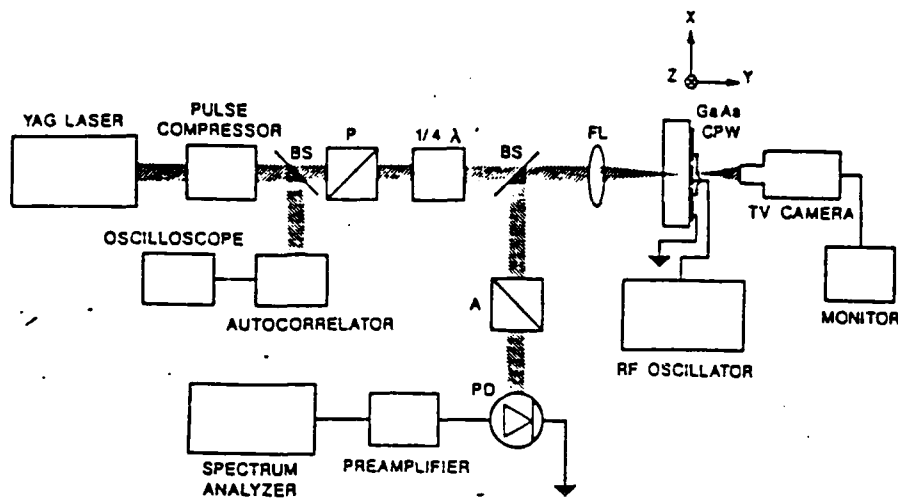 X
Z
Y
YAG LASER
PULSE
COMPRESSOR
BS
P
1/4 λ
BS
FL
GaAs
CPW
TV CAMERA
OSCILLOSCOPE
AUTOCORRELATOR
A
RF OSCILLATOR
MONITOR
PD
SPECTRUM
ANALYZER
PREAMPLIFIER